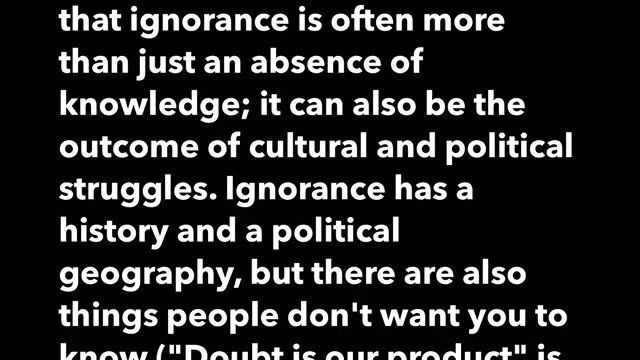 that ignorance is often more
than just an absence of
knowledge; it can also be the
outcome of cultural and political
struggles. Ignorance has a
history and a political
geography, but there are also
things people don't want you to
know ("Doubt is our product" is